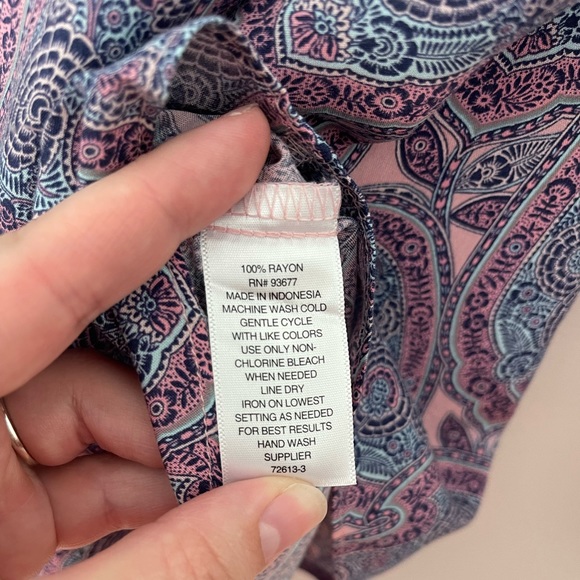 100% RAYON
RN# 93677
MADE IN INDONESIA
MACHINE WASH COLD
GENTLE CYCLE
WITH LIKE COLORS
USE ONLY NON-
CHLORINE BLEACH
WHEN NEEDED
LINE DRY
IRON ON LOWEST
SETTING AS NEEDED
FOR BEST RESULTS
HAND WASH
SUPPLIER
72613-3